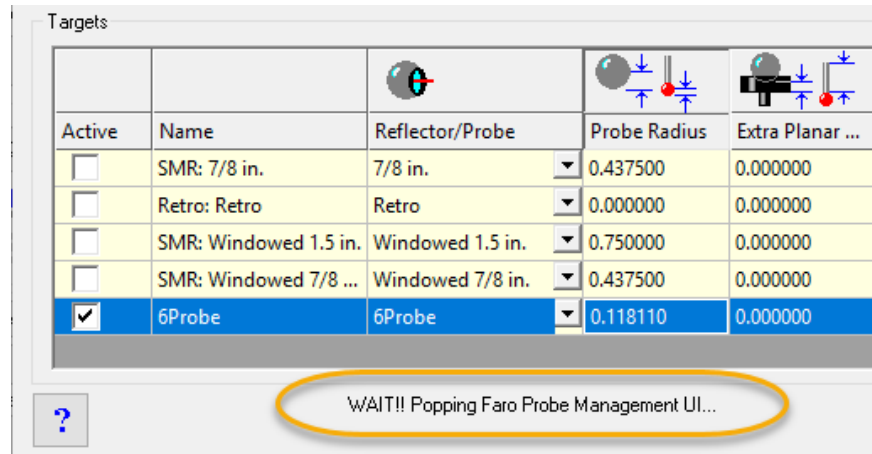 Targets
Active Name Reflector/Probe Probe Radius Extra Planar ...
SMR: 7/8 in. 7/8 in. 0.437500 0.000000
Retro: Retro Retro 0.000000 0.000000
SMR: Windowed 1.5 in. Windowed 1.5 in. 0.750000 0.000000
SMR: Windowed 7/8 ... Windowed 7/8 in. 0.437500 0.000000
6Probe 6Probe 0.118110 0.000000
? WAIT!! Popping Faro Probe Management UI...